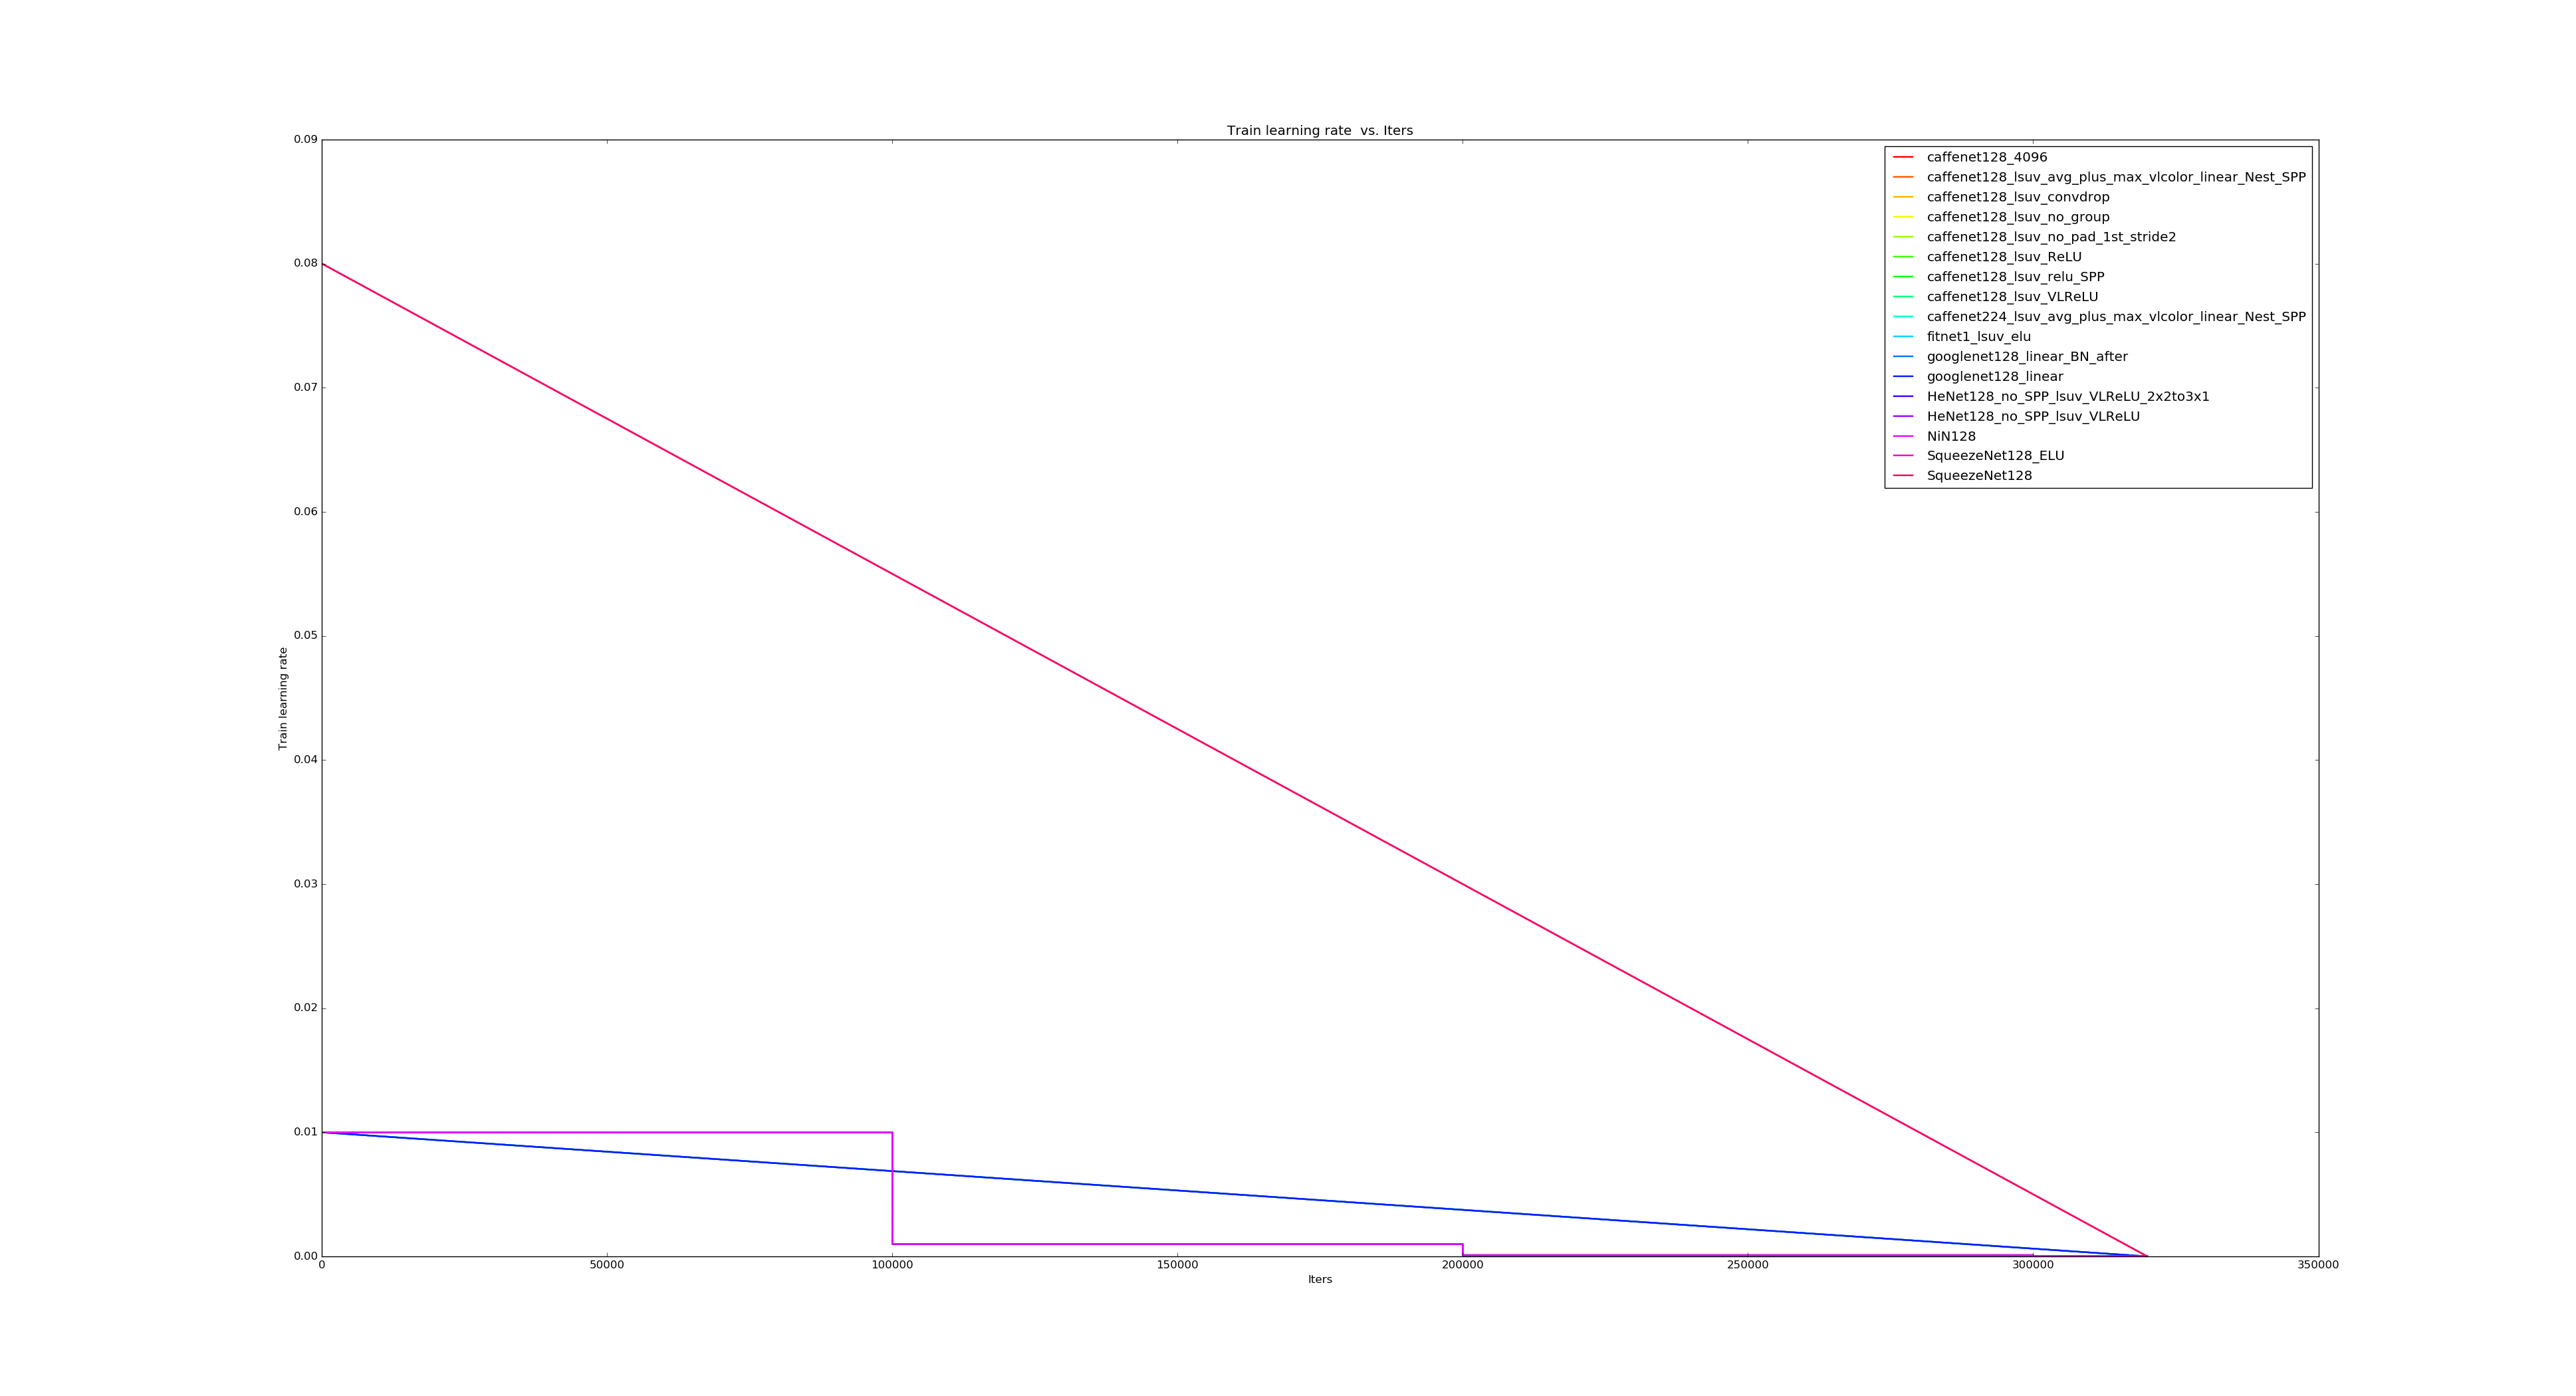 Train learning rate  vs. Iters
0.09
0.08
0.07
0.06
0.05
0.04
0.03
0.02
0.01
0.00
Train learning rate
0
50000
100000
150000
200000
250000
300000
350000
Iters
caffenet128_4096
caffenet128_lsuv_avg_plus_max_vlcolor_linear_Nest_SPP
caffenet128_lsuv_convdrop
caffenet128_lsuv_no_group
caffenet128_lsuv_no_pad_1st_stride2
caffenet128_lsuv_ReLU
caffenet128_lsuv_relu_SPP
caffenet128_lsuv_VLReLU
caffenet224_lsuv_avg_plus_max_vlcolor_linear_Nest_SPP
fitnet1_lsuv_elu
googlenet128_linear_BN_after
googlenet128_linear
HeNet128_no_SPP_lsuv_VLReLU_2x2to3x1
HeNet128_no_SPP_lsuv_VLReLU
NiN128
SqueezeNet128_ELU
SqueezeNet128